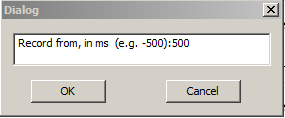 Dialog
Record from, in ms  (e.g. -500):500
OK
Cancel